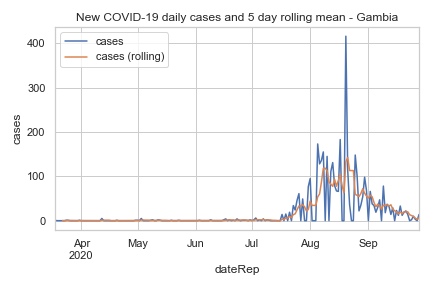 New COVID-19 daily cases and 5 day rolling mean - Gambia
cases
cases (rolling)
400
300
200
100
0
cases
Apr
2020
May
Jun
Jul
Aug
Sep
dateRep